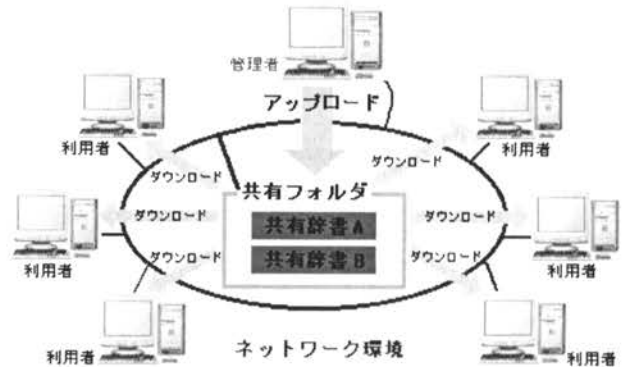 管理者
アップロード
利用者
利用者
ダウンロード
ダウンロード
共有フォルダ
ダウンロード
共有辞書A
ダウンロード
利用者
利用者
ダウンロード
共有辞書B
ダウンロード
利用者
ネットワーク環境
利用者